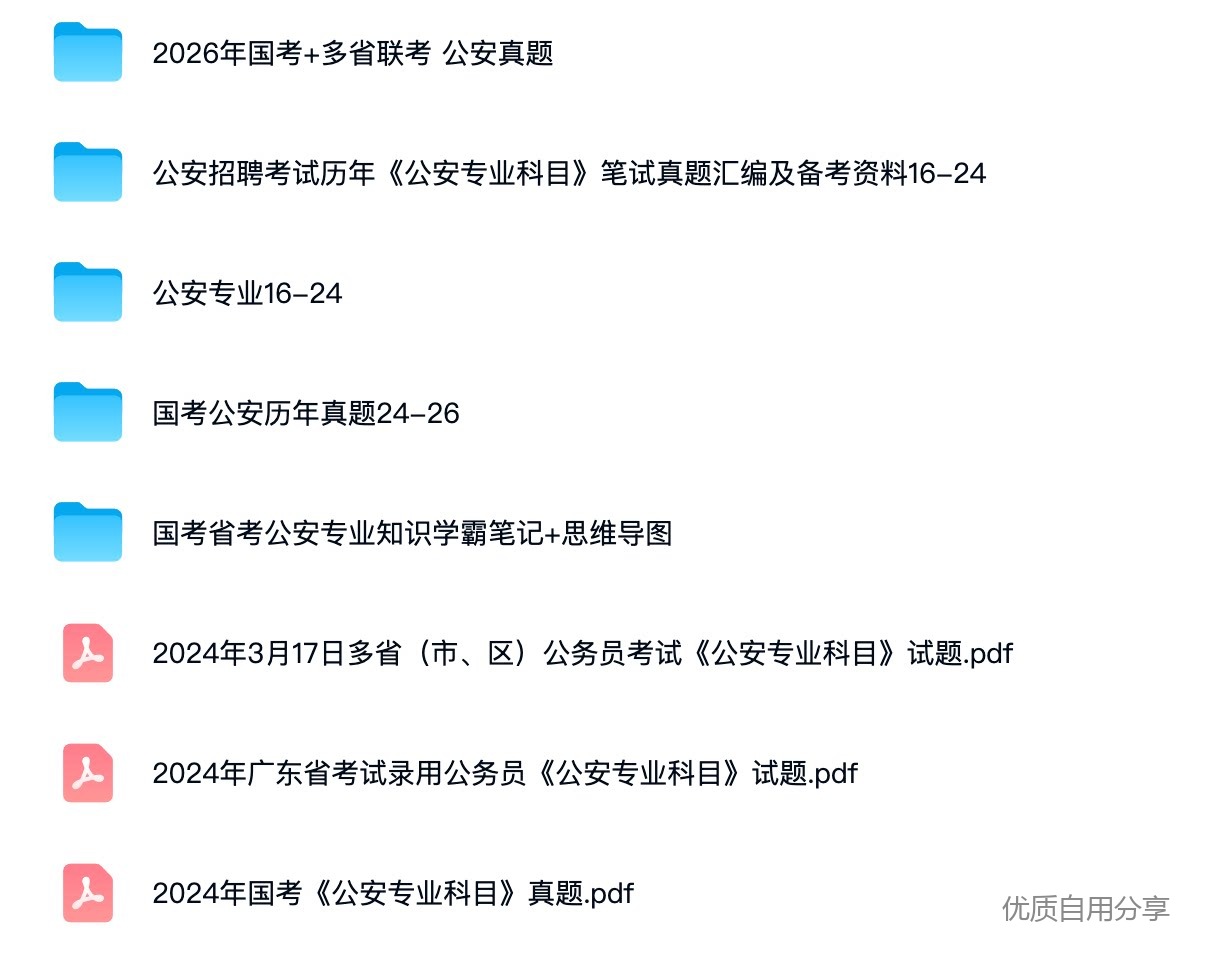 2026年国考+多省联考 公安真题
公安招聘考试历年《公安专业科目》笔试真题汇编及备考资料16-24
公安专业16-24
国考公安历年真题24-26
国考省考公安专业知识学霸笔记+思维导图
2024年3月17日多省（市、区）公务员考试《公安专业科目》试题.pdf
2024年广东省考试录用公务员《公安专业科目》试题.pdf
2024年国考《公安专业科目》真题.pdf
优质自用分享